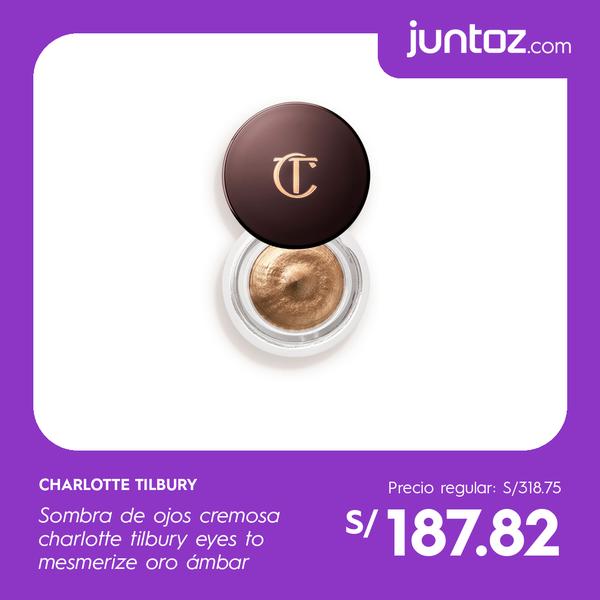 juntoz.com
CT
CHARLOTTE TILBURY
Sombra de ojos cremosa
charlotte tilbury eyes to
mesmerize oro ámbar
Precio regular: S/318.75
S/187.82